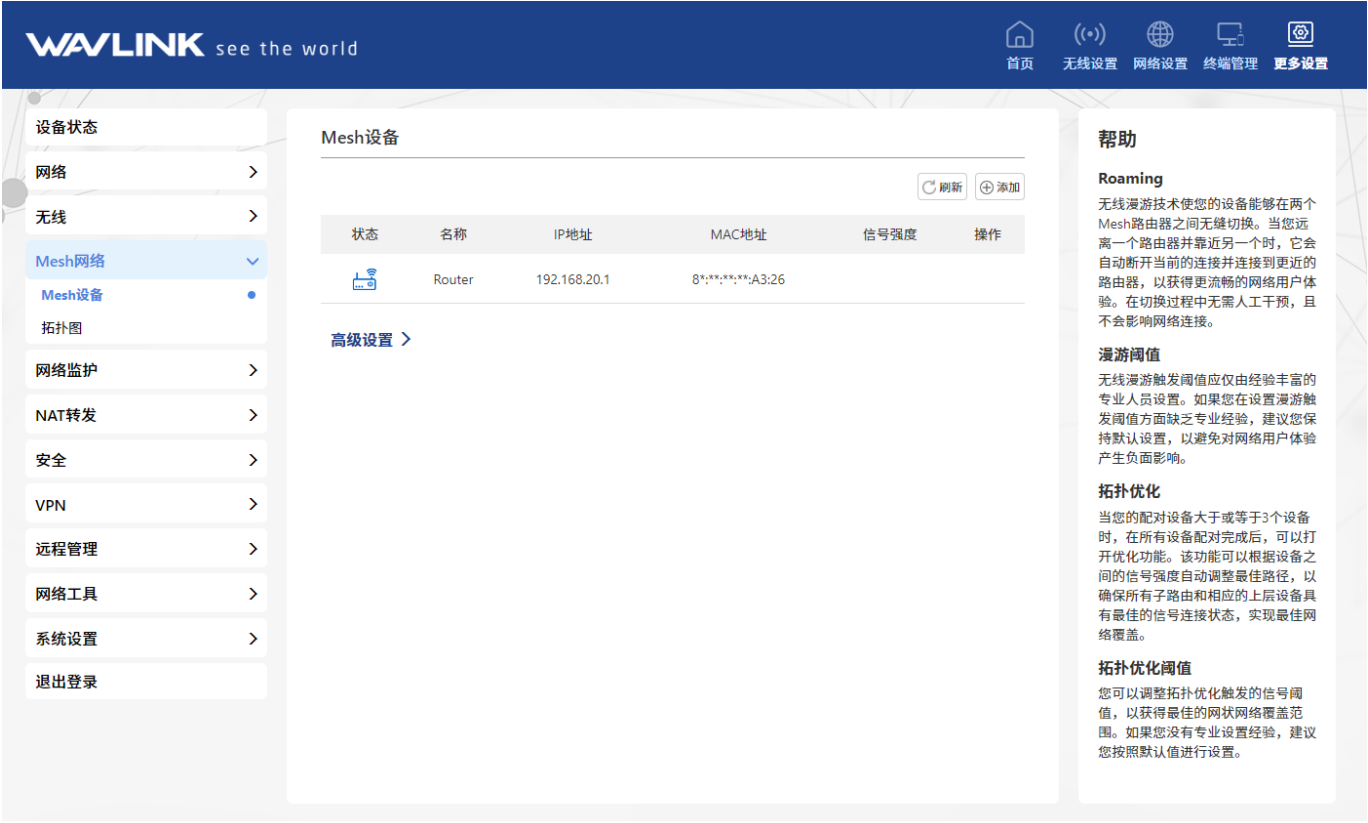 WAVLINK see the world
首页 无线设置 网络设置 终端管理 更多设置
设备状态
网络
无线
Mesh网络
Mesh设备
拓扑图
网络监护
NAT转发
安全
VPN
远程管理
网络工具
系统设置
退出登录
Mesh设备
刷新 添加
状态 名称 IP地址 MAC地址 信号强度 操作
Router 192.168.20.1 8*:**:**:**:A3:26
高级设置
帮助
Roaming
无线漫游技术使您的设备能够在两个
Mesh路由器之间无缝切换。当您远
离一个路由器并靠近另一个时，它会
自动断开当前的连接并连接到更近的
路由器，以获得更流畅的网络用户体
验。在切换过程中无需人工干预，且
不会影响网络连接。
漫游阈值
无线漫游触发阈值应仅由经验丰富的
专业人员设置。如果您在设置漫游触
发阈值方面缺乏专业经验，建议您保
持默认设置，以避免对网络用户体验
产生负面影响。
拓扑优化
当您的配对设备大于或等于3个设备
时，在所有设备配对完成后，可以打
开优化功能。该功能可以根据设备之
间的信号强度自动调整最佳路径，以
确保所有子路由和相应的上层设备具
有最佳的信号连接状态，实现最佳网
络覆盖。
拓扑优化阈值
您可以调整拓扑优化触发的信号阈
值，以获得最佳的网状网络覆盖范
围。如果您没有专业设置经验，建议
您按照默认值进行设置。